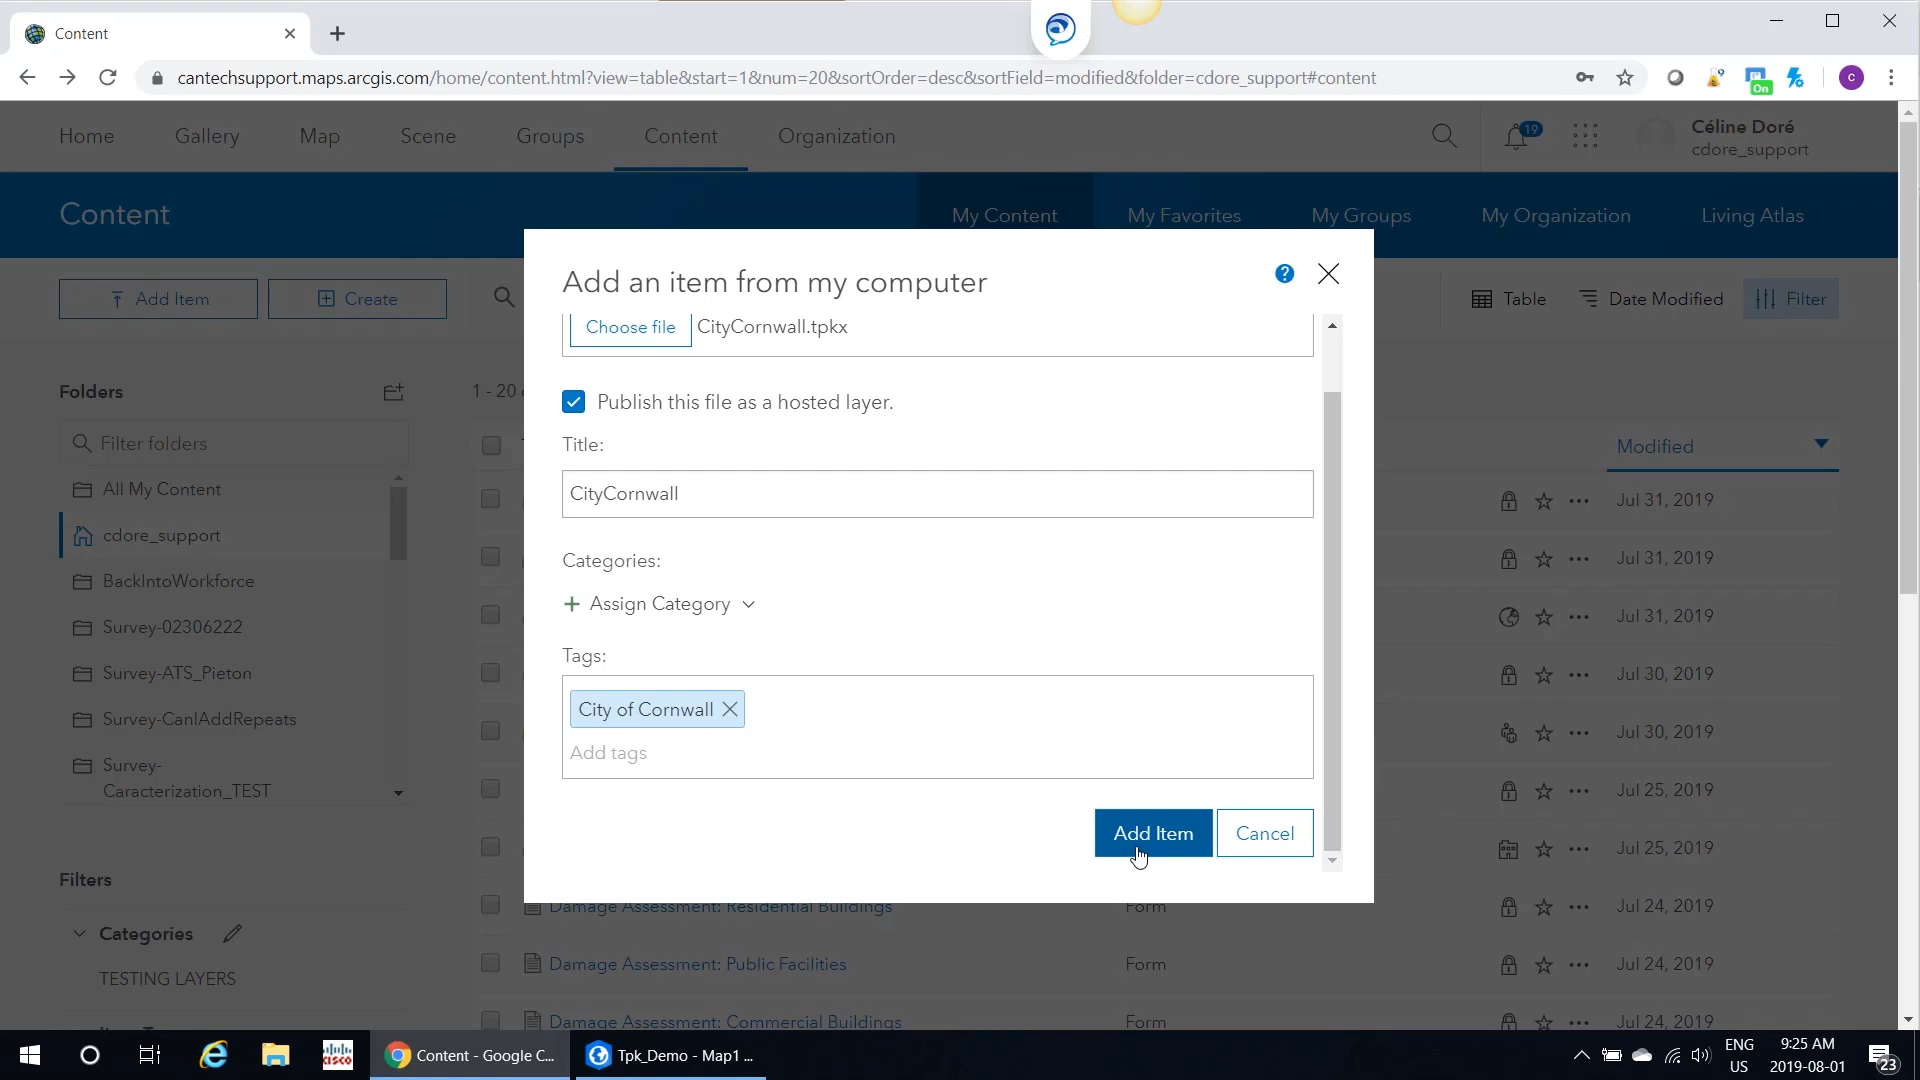 Content
cantechsupport.maps.arcgis.com/home/content.html?view=table&start=1&num=20&sortOrder=desc&sortField=modified&folder=cdore_support#content
On
C
Home
Gallery
Map
Scene
Groups
Content
Organization
19
Céline Doré
cdore_support
Content
My Content
My Favorites
My Groups
My Organization
Living Atlas
Add Item
Create
Table
Date Modified
Filter
Add an item from my computer
?
Choose file
CityCornwall.tpkx
Publish this file as a hosted layer.
Title:
CityCornwall
Categories:
+ Assign Category
Tags:
City of Cornwall
Add tags
Add Item
Cancel
Folders
Filter folders
All My Content
cdore_support
BackIntoWorkforce
Survey-02306222
Survey-ATS_Pieton
Survey-CanIAddRepeats
Survey-
Caracterization_TEST
Filters
Categories
TESTING LAYERS
1 - 20
Modified
Jul 31, 2019
Jul 31, 2019
Jul 31, 2019
Jul 30, 2019
Jul 30, 2019
Jul 25, 2019
Jul 25, 2019
Damage Assessment: Residential Buildings
Form
Jul 24, 2019
Damage Assessment: Public Facilities
Form
Jul 24, 2019
Damage Assessment: Commercial Buildings
Form
Jul 24, 2019
cisco
Content - Google C...
Tpk_Demo - Map1 ...
ENG
US
9:25 AM
2019-08-01
23